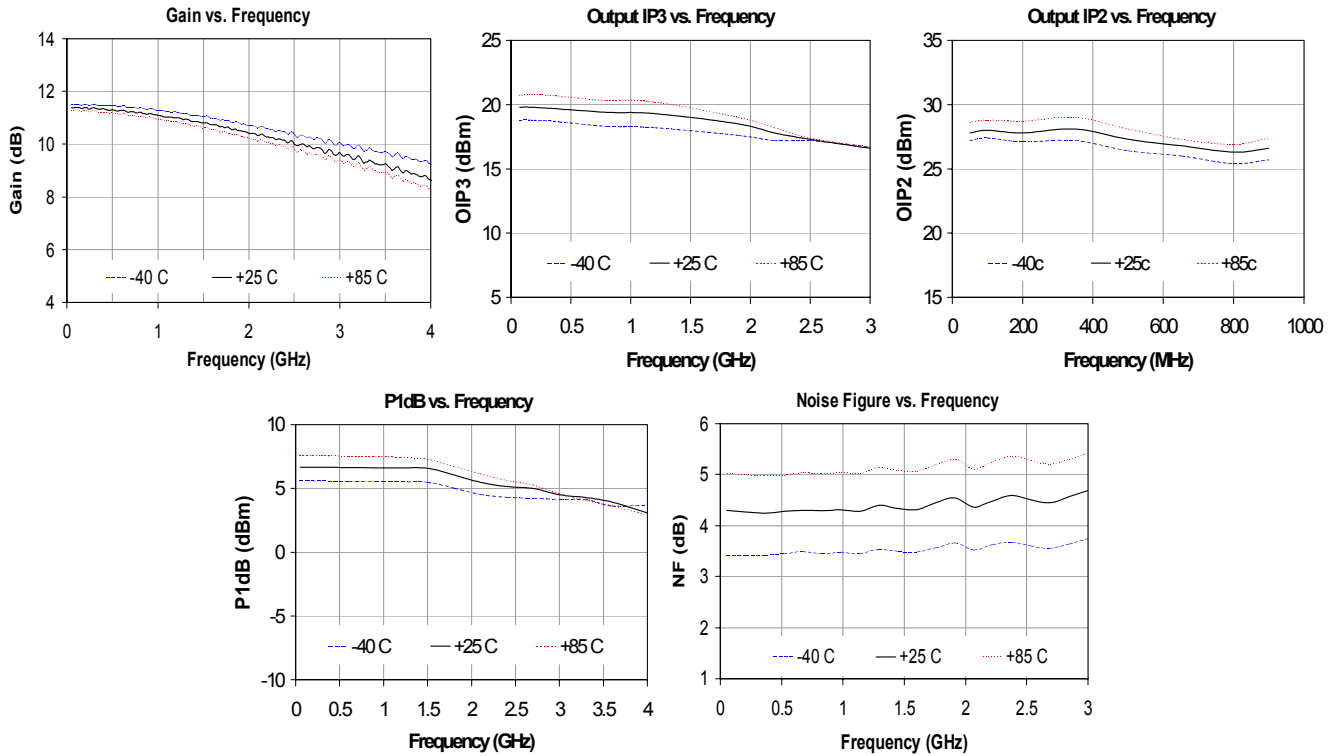 Gain vs. Frequency
14
12
10
8
6
4
Gain (dB)
-40 C +25 C +85 C
0 1 2 3 4
Frequency (GHz)
Output IP3 vs. Frequency
25
20
15
10
5
OIP3 (dBm)
-40 C +25 C +85 C
0 0.5 1 1.5 2 2.5 3
Frequency (GHz)
Output IP2 vs. Frequency
35
30
25
20
15
OIP2 (dBm)
-40c +25c +85c
0 200 400 600 800 1000
Frequency (MHz)
P1dB vs. Frequency
10
5
0
-5
-10
P1dB (dBm)
-40 C +25 C +85 C
0 0.5 1 1.5 2 2.5 3 3.5 4
Frequency (GHz)
Noise Figure vs. Frequency
6
5
4
3
2
1
NF (dB)
-40 C +25 C +85 C
0 0.5 1 1.5 2 2.5 3
Frequency (GHz)